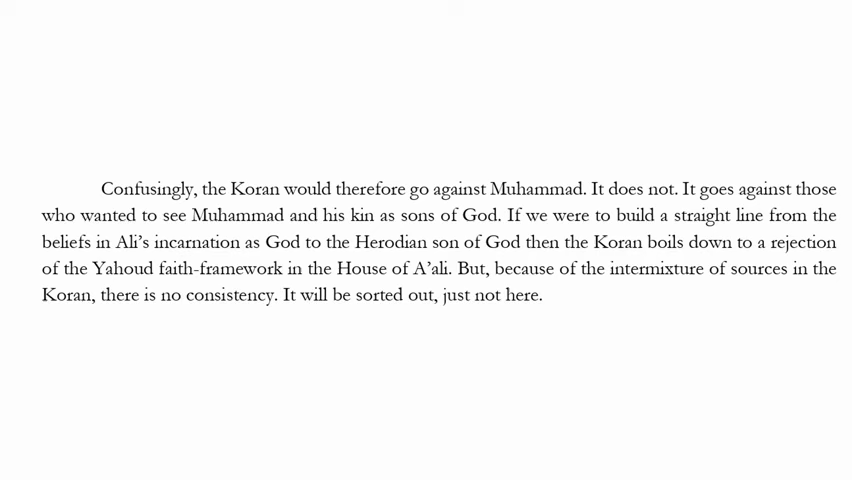 Confusingly, the Koran would therefore go against Muhammad. It does not. It goes against those
who wanted to see Muhammad and his kin as sons of God. If we were to build a straight line from the
beliefs in Ali’s incarnation as God to the Herodian son of God then the Koran boils down to a rejection
of the Yahoud faith-framework in the House of A’ali. But, because of the intermixture of sources in the
Koran, there is no consistency. It will be sorted out, just not here.